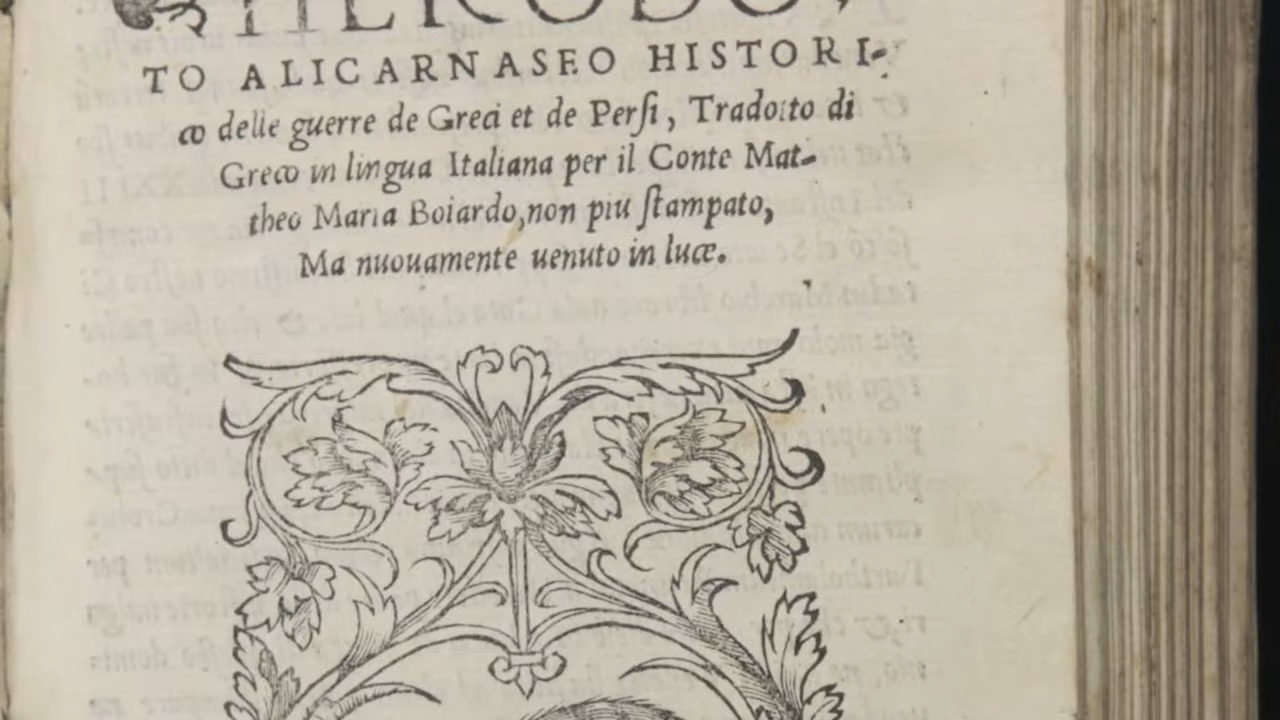 HERODO,
TO ALICARNASEO HISTORI-
co delle guerre de Greci et de Persi, Tradotto di
Greco in lingua Italiana per il Conte Mat-
theo Maria Boiardo, non piu stampato,
Ma nuouamente uenuto in luce.